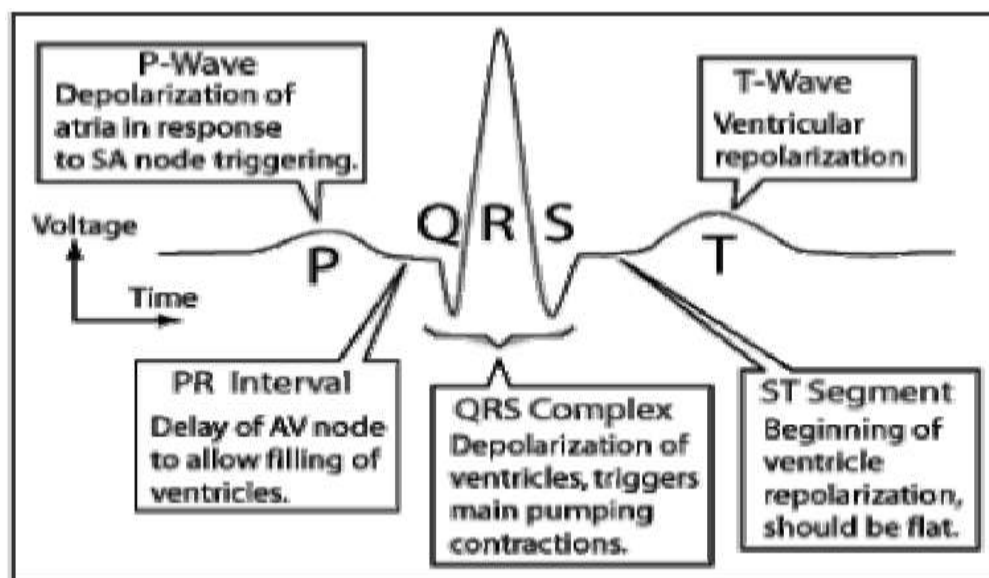 P-Wave
Depolarization of
atria in response
to SA node triggering.
T-Wave
Ventricular
repolarization
Voltage
Time
P
Q R S
T
PR Interval
Delay of AV node
to allow filling of
ventricles.
QRS Complex
Depolarization of
ventricles, triggers
main pumping
contractions.
ST Segment
Beginning of
ventricle
repolarization,
should be flat.